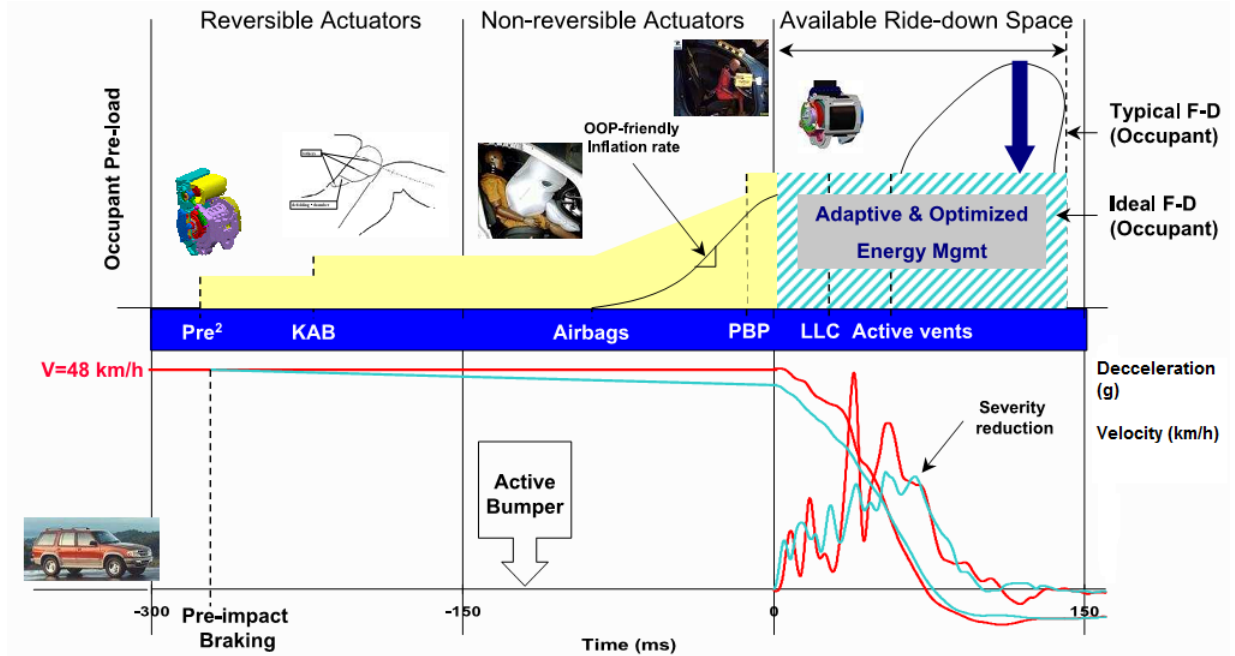 Reversible Actuators
Non-reversible Actuators
Available Ride-down Space
Occupant Pre-load
OOP-friendly
Inflation rate
Typical F-D
(Occupant)
Ideal F-D
(Occupant)
Adaptive & Optimized
Energy Mgmt
Pre²
KAB
Airbags
PBP
LLC
Active vents
V=48 km/h
Decceleration
(g)
Velocity (km/h)
Severity
reduction
Active
Bumper
-300
-150
0
150
Pre-impact
Braking
Time (ms)